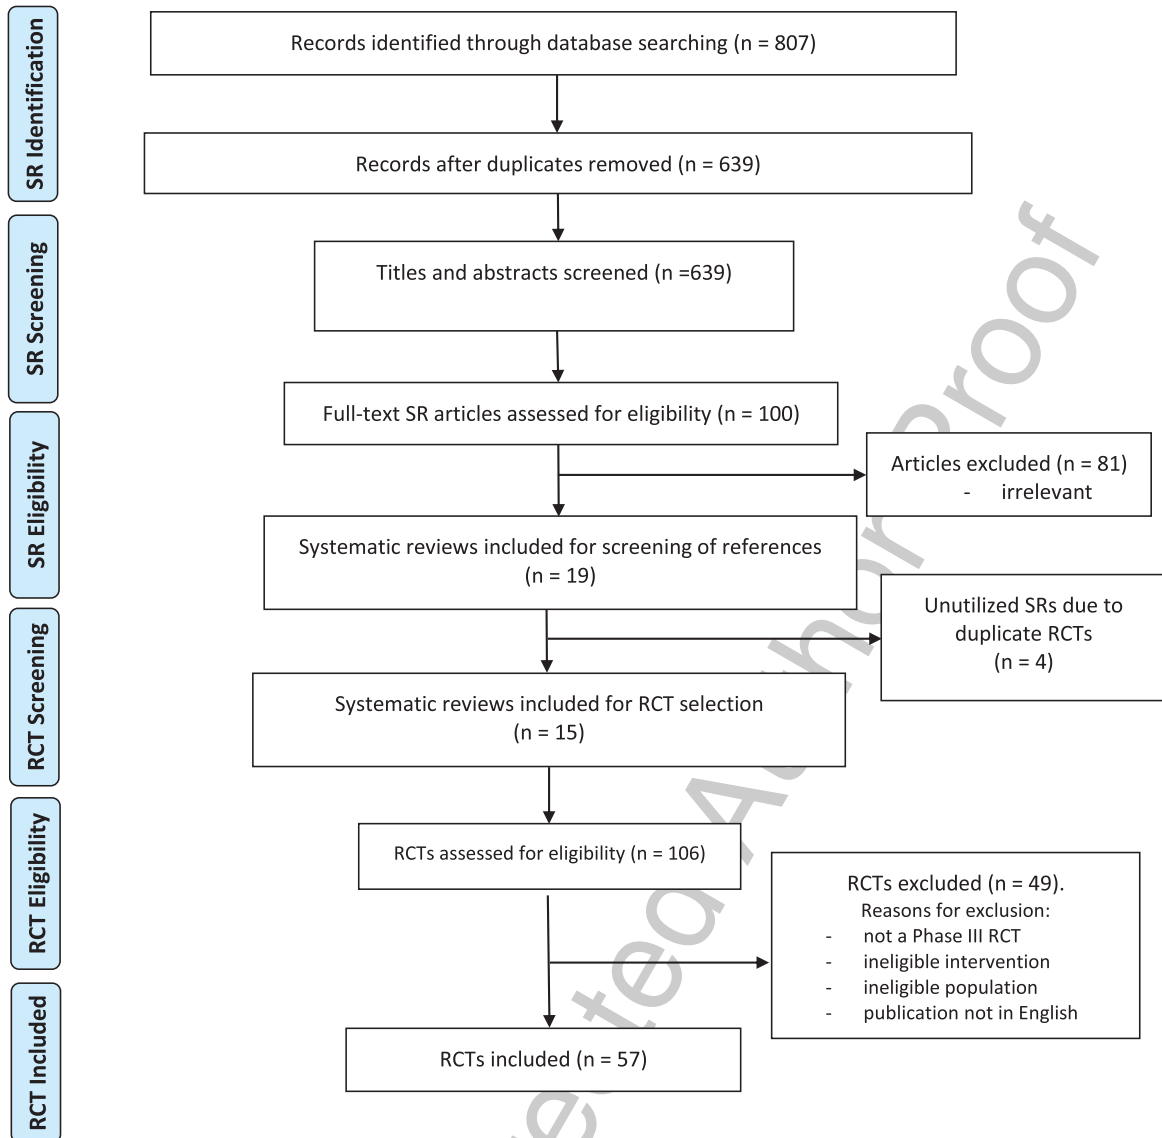 SR Identification
Records identified through database searching (n = 807)
Records after duplicates removed (n = 639)
SR Screening
Titles and abstracts screened (n =639)
Full-text SR articles assessed for eligibility (n = 100)
SR Eligibility
Articles excluded (n = 81)
- irrelevant
Systematic reviews included for screening of references
(n = 19)
Unutilized SRs due to
duplicate RCTs
(n = 4)
RCT Screening
Systematic reviews included for RCT selection
(n = 15)
RCT Eligibility
RCTs assessed for eligibility (n = 106)
RCTs excluded (n = 49).
Reasons for exclusion:
- not a Phase III RCT
- ineligible intervention
- ineligible population
- publication not in English
RCT Included
RCTs included (n = 57)
ted Author Proof